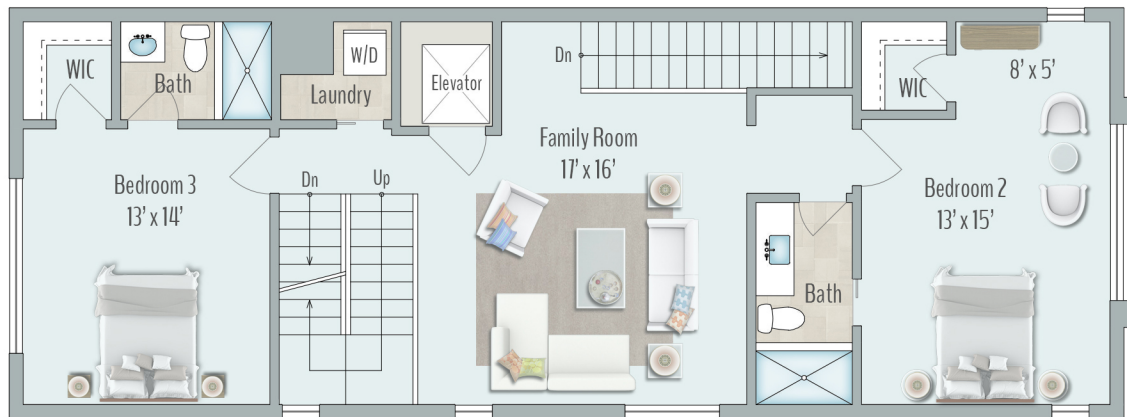 WIC
Bath
W/D
Laundry
Elevator
Dn
Family Room
17' x 16'
WIC
8' x 5'
Bedroom 3
13' x 14'
Dn
Up
Bedroom 2
13' x 15'
Bath